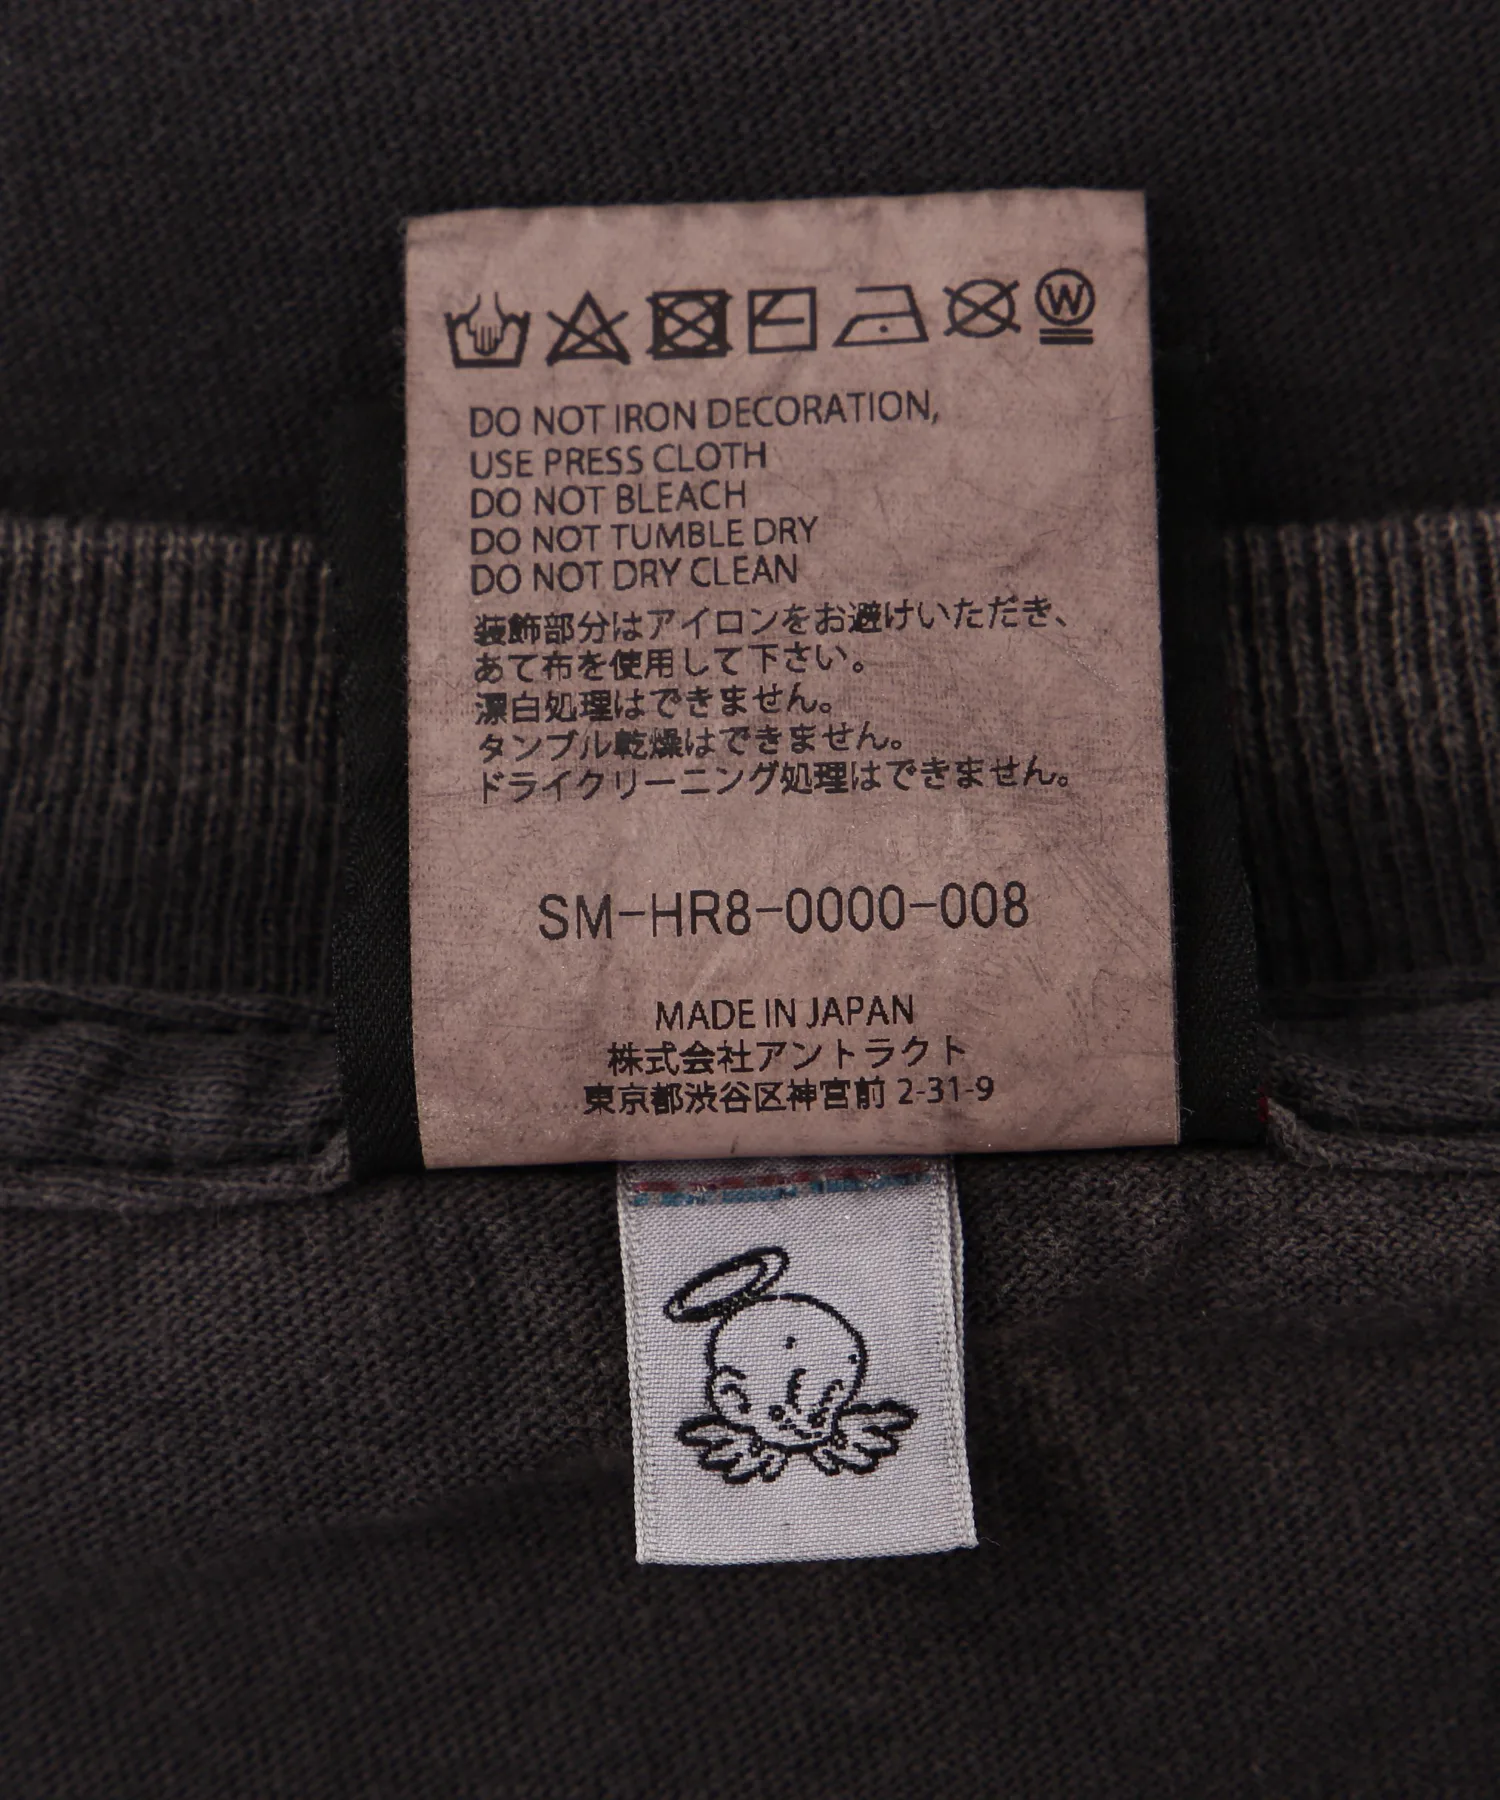 W
DO NOT IRON DECORATION,
USE PRESS CLOTH
DO NOT BLEACH
DO NOT TUMBLE DRY
DO NOT DRY CLEAN
装飾部分はアイロンをお避けいただき、
あて布を使用して下さい。
漂白処理はできません。
タンブル乾燥はできません。
ドライクリーニング処理はできません。
SM-HR8-0000-008
MADE IN JAPAN
株式会社アントラクト
東京都渋谷区神宮前 2-31-9